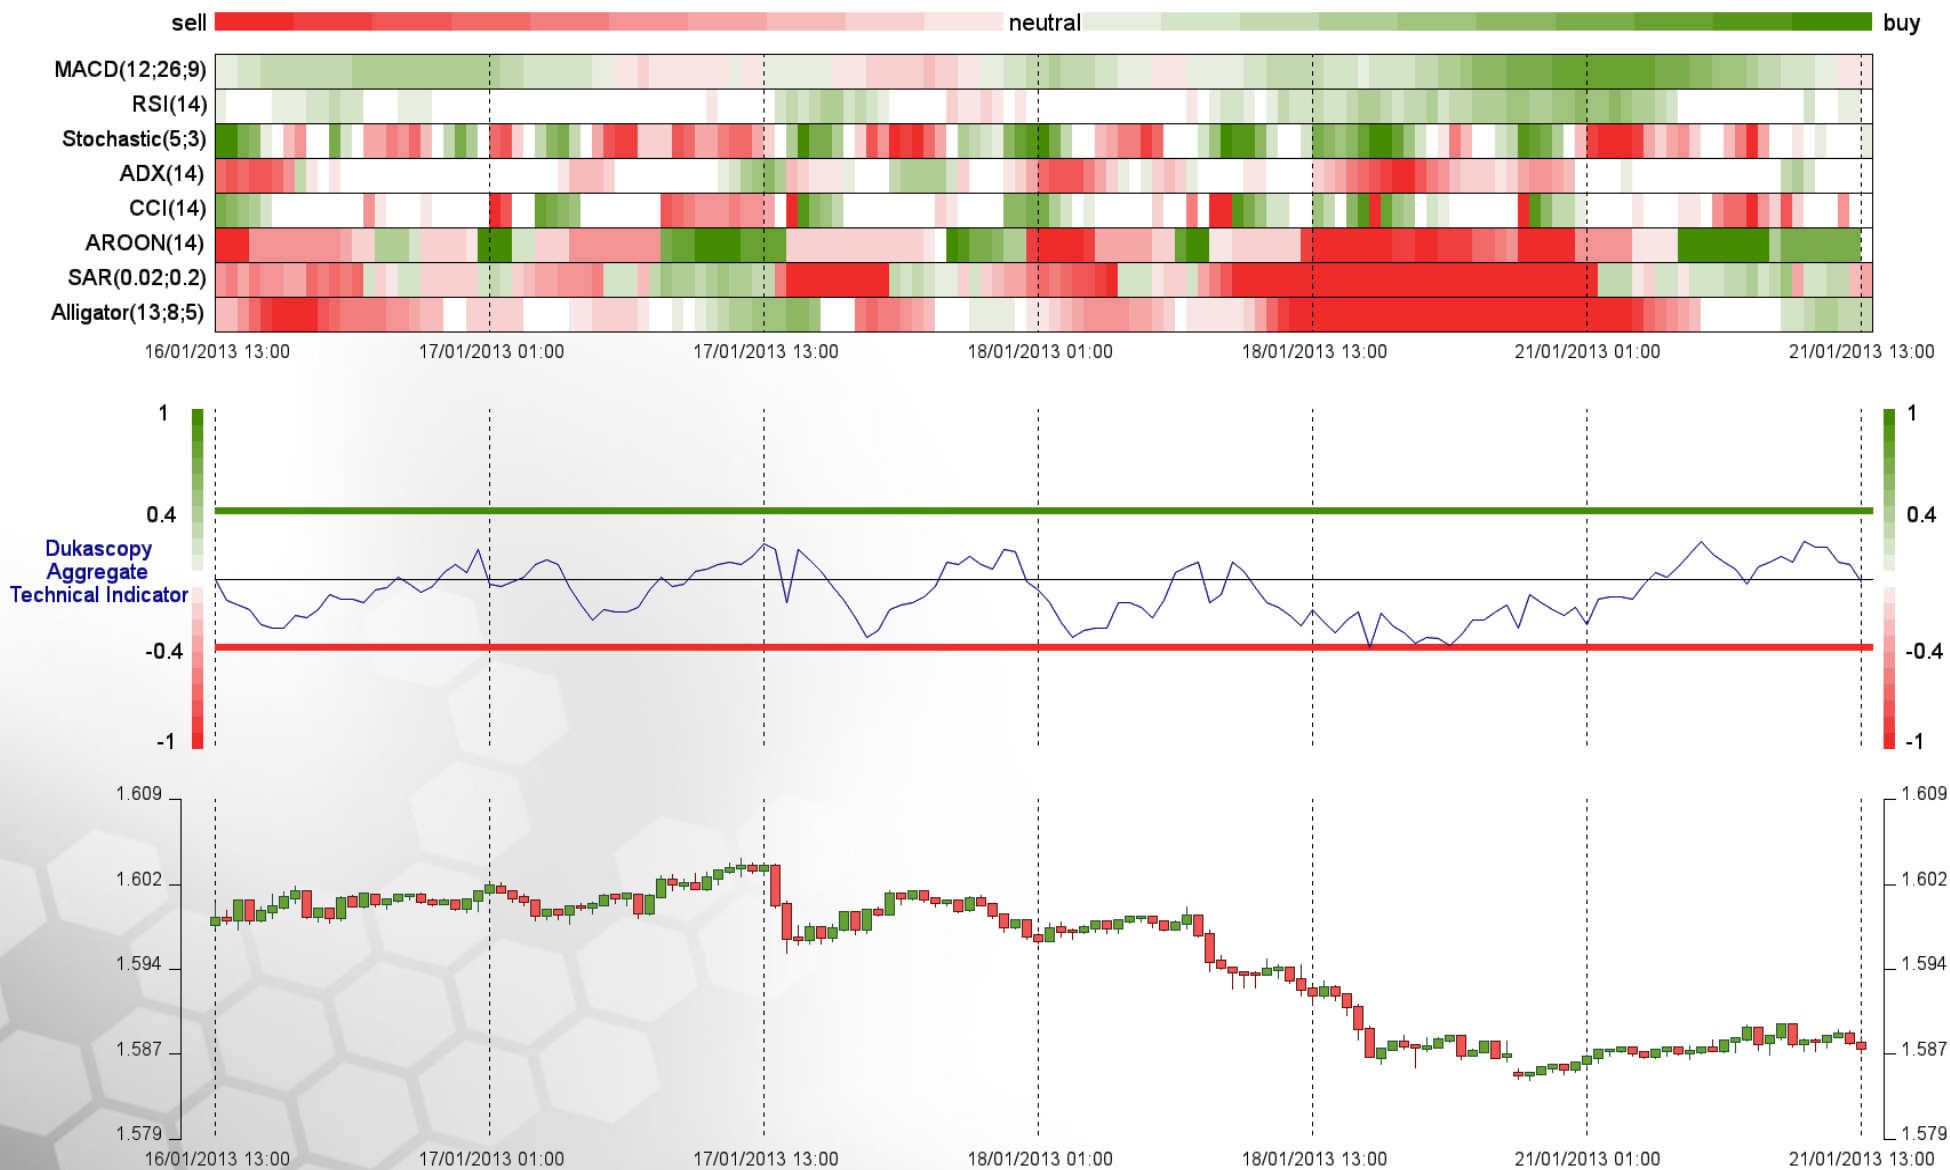 sell neutral buy
MACD(12;26;9)
RSI(14)
Stochastic(5;3)
ADX(14)
CCI(14)
AROON(14)
SAR(0.02;0.2)
Alligator(13;8;5)
16/01/2013 13:00 17/01/2013 01:00 17/01/2013 13:00 18/01/2013 01:00 18/01/2013 13:00 21/01/2013 01:00 21/01/2013 13:00
1 1
0.4 0.4
Dukascopy
Aggregate
Technical Indicator
-0.4 -0.4
-1 -1
1.609 1.609
1.602 1.602
1.594 1.594
1.587 1.587
1.579 1.579
16/01/2013 13:00 17/01/2013 01:00 17/01/2013 13:00 18/01/2013 01:00 18/01/2013 13:00 21/01/2013 01:00 21/01/2013 13:00